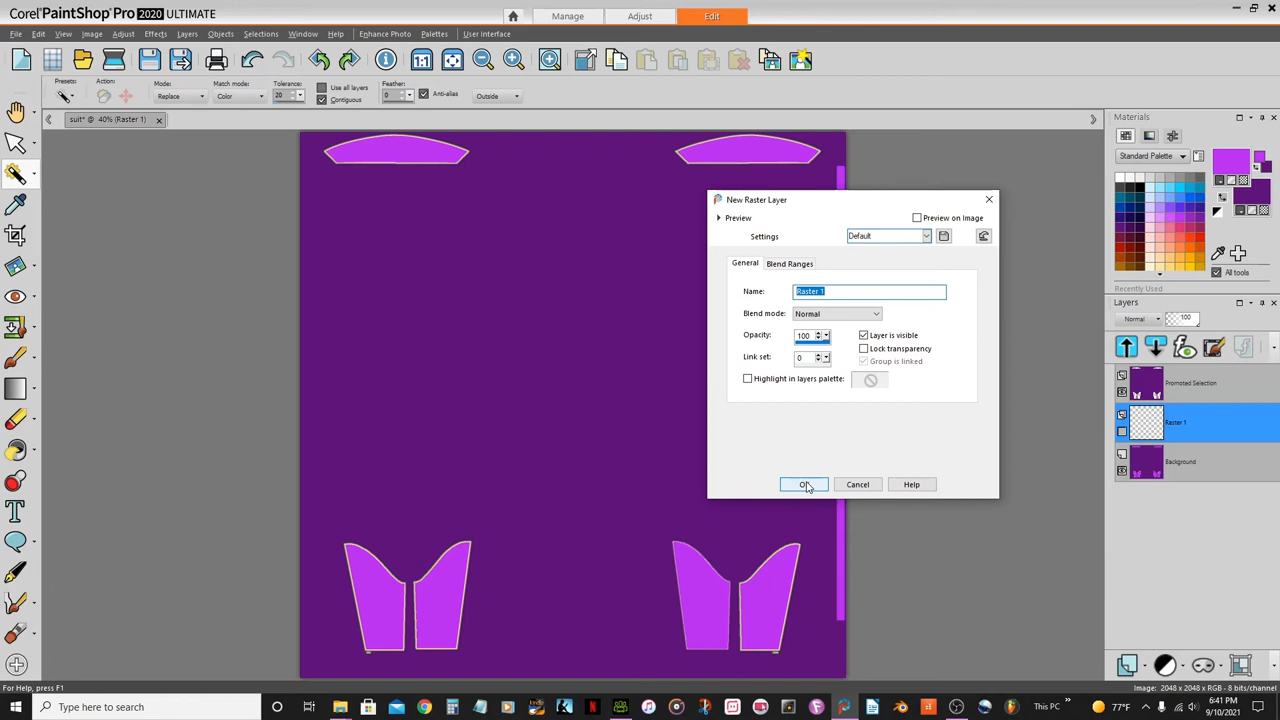 Corel PaintShop Pro 2020 ULTIMATE
Manage
Adjust
Edit
File Edit View Image Adjust Effects Layers Objects Selections Window Help Enhance Photo Palettes User Interface
1:1
Presets:
Action:
Mode:
Replace
Match mode:
Color
Tolerance:
20
Use all layers
Contiguous
Feather:
0
Anti-alias
Outside
suit* @ 40% (Raster 1)
Materials
Standard Palette
All tools
Recently Used
Layers
Normal
100
Promoted Selection
Raster 1
Background
New Raster Layer
Preview
Preview on Image
Settings
Default
General
Blend Ranges
Name:
Raster 1
Blend mode:
Normal
Opacity:
100
Layer is visible
Lock transparency
Link set:
0
Group is linked
Highlight in layers palette:
OK
Cancel
Help
For Help, press F1
Image: 2048 x 2048 x RGB - 8 bits/channel
Type here to search
This PC
77°F
6:41 PM
9/10/2021